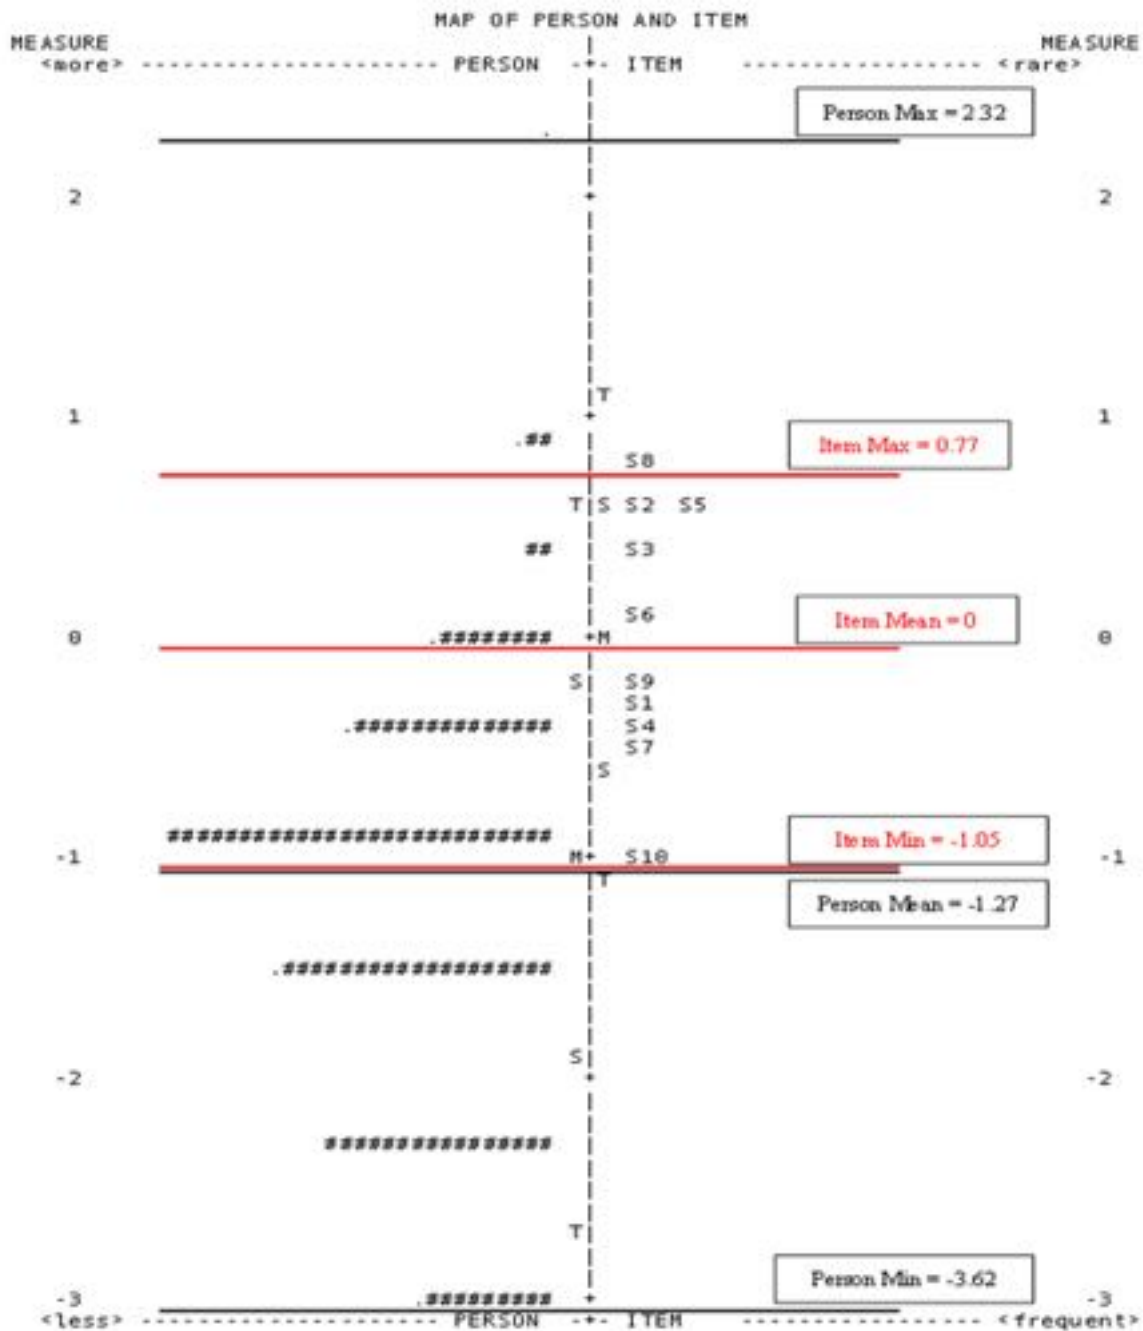 MAP OF PERSON AND ITEM
MEASURE MEASURE
<more> --------------------- PERSON -+- ITEM ----------------- <rare>
Person Max = 2.32
.
2 + 2
T
1 + 1
.##
Item Max = 0.77
S8
T S S2 S5
## S3
Item Mean = 0
S6
0 .######## +M 0
S S9
S1
.############## S4
S7
S
###########################
Item Min = -1.05
-1 M+ S10 -1
T
Person Mean = -1.27
.###################
S
-2 + -2
################
T
Person Min = -3.62
-3 .######### + -3
<less> --------------------- PERSON -+- ITEM ----------------- <frequent>